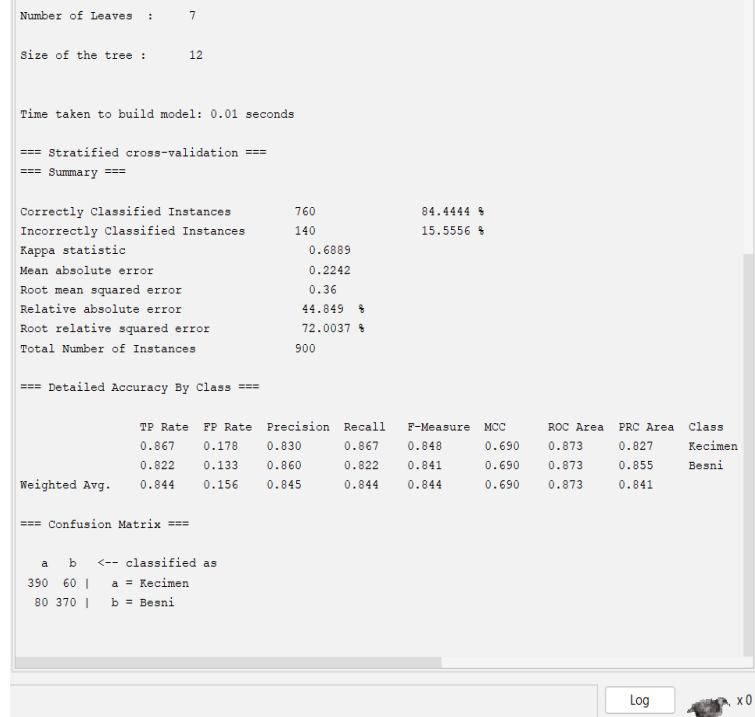 Number of Leaves  :     7
Size of the tree :      12
Time taken to build model: 0.01 seconds
=== Stratified cross-validation ===
=== Summary ===
Correctly Classified Instances         760               84.4444 %
Incorrectly Classified Instances       140               15.5556 %
Kappa statistic                          0.6889
Mean absolute error                      0.2242
Root mean squared error                  0.36
Relative absolute error                 44.849  %
Root relative squared error             72.0037 %
Total Number of Instances              900
=== Detailed Accuracy By Class ===
TP Rate  FP Rate  Precision  Recall   F-Measure  MCC      ROC Area  PRC Area  Class
0.867    0.178    0.830      0.867    0.848      0.690    0.873     0.827     Kecimen
0.822    0.133    0.860      0.822    0.841      0.690    0.873     0.855     Besni
Weighted Avg.    0.844    0.156    0.845      0.844    0.844      0.690    0.873     0.841
=== Confusion Matrix ===
a   b   <-- classified as
390  60 |   a = Kecimen
80 370 |   b = Besni
Log x 0